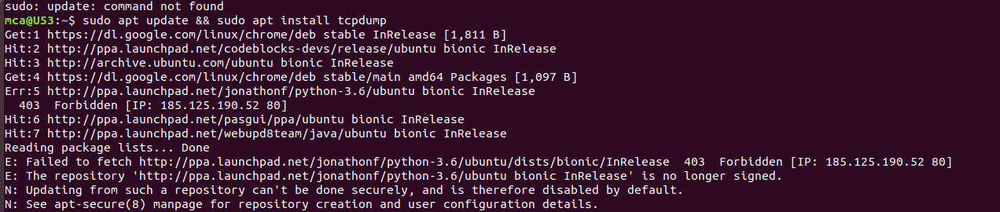 sudo: update: command not found
mca@U53:~$ sudo apt update && sudo apt install tcpdump
Get:1 https://dl.google.com/linux/chrome/deb stable InRelease [1,811 B]
Hit:2 http://ppa.launchpad.net/codeblocks-devs/release/ubuntu bionic InRelease
Hit:3 http://archive.ubuntu.com/ubuntu bionic InRelease
Get:4 https://dl.google.com/linux/chrome/deb stable/main amd64 Packages [1,097 B]
Err:5 http://ppa.launchpad.net/jonathonf/python-3.6/ubuntu bionic InRelease
  403  Forbidden [IP: 185.125.190.52 80]
Hit:6 http://ppa.launchpad.net/pasgui/ppa/ubuntu bionic InRelease
Hit:7 http://ppa.launchpad.net/webupd8team/java/ubuntu bionic InRelease
Reading package lists... Done
E: Failed to fetch http://ppa.launchpad.net/jonathonf/python-3.6/ubuntu/dists/bionic/InRelease  403  Forbidden [IP: 185.125.190.52 80]
E: The repository 'http://ppa.launchpad.net/jonathonf/python-3.6/ubuntu bionic InRelease' is no longer signed.
N: Updating from such a repository can't be done securely, and is therefore disabled by default.
N: See apt-secure(8) manpage for repository creation and user configuration details.